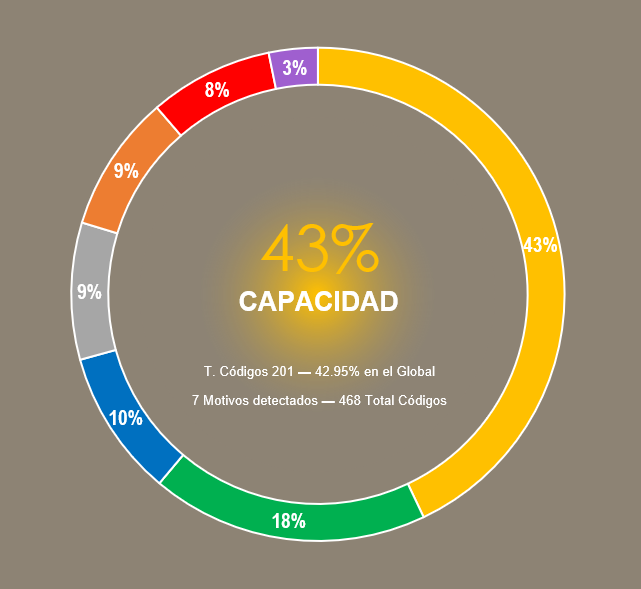 3%
8%
9%
43%
43%
CAPACIDAD
9%
T. Códigos 201 — 42.95% en el Global
7 Motivos detectados — 468 Total Códigos
10%
18%